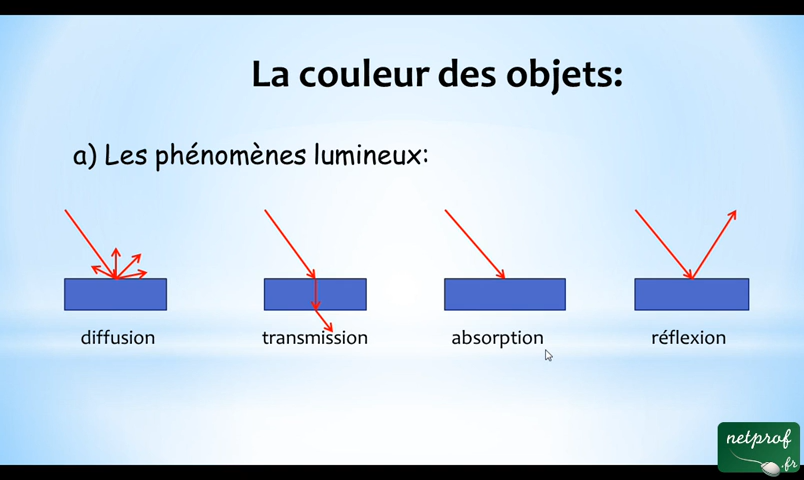 La couleur des objets:
a) Les phénomènes lumineux:
diffusion
transmission
absorption
réflexion
netprof
.fr